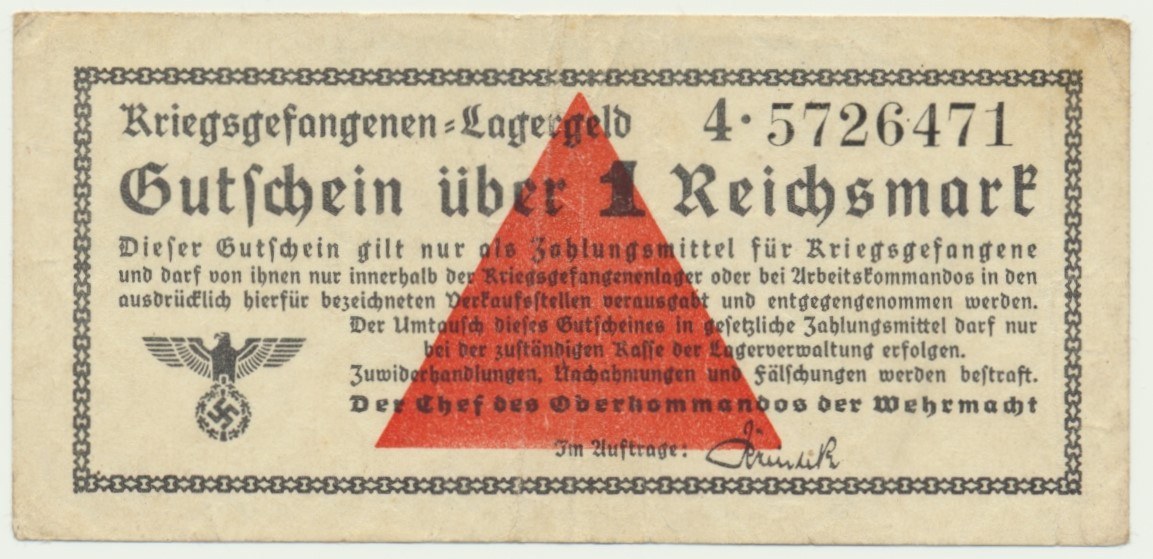 Kriegsgefangenen=Lagergeld 4·5726471
Gutſchein über 1 Reichsmark
Dieſer Gutſchein gilt nur als Zahlungsmittel für Kriegsgefangene
und darf von ihnen nur innerhalb der Kriegsgefangenenlager oder bei Arbeitskommandos in den
ausdrücklich hierfür bezeichneten Verkaufsſtellen verausgabt und entgegengenommen werden.
Der Umtauſch dieſes Gutſcheines in geſetzliche Zahlungsmittel darf nur
bei der zuſtändigen Kaſſe der Lagerverwaltung erfolgen.
Zuwiderhandlungen, Nachahmungen und Fälſchungen werden beſtraft.
Der Chef des Oberkommandos der Wehrmacht
Im Auftrage: